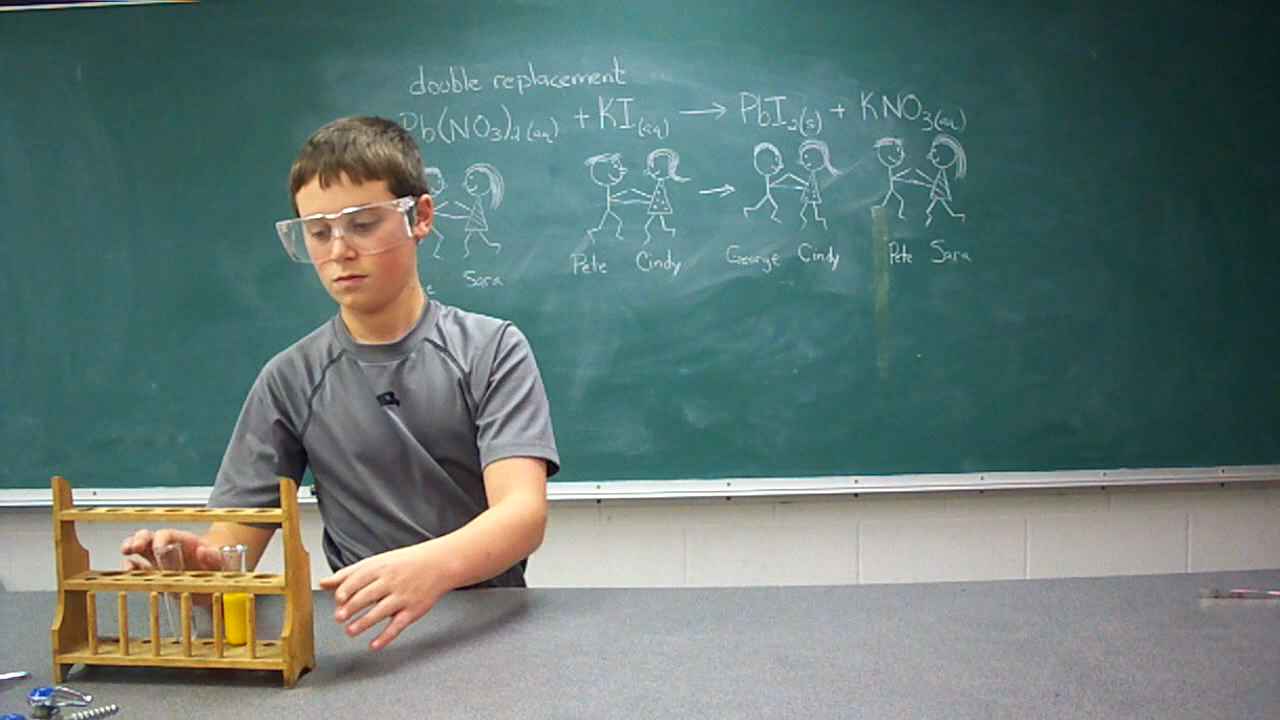 double replacement
Pb(NO₃)₂(aq) + KI(aq) → PbI₂(s) + KNO₃(aq)
→
Sara Pete Cindy George Cindy Pete Sara